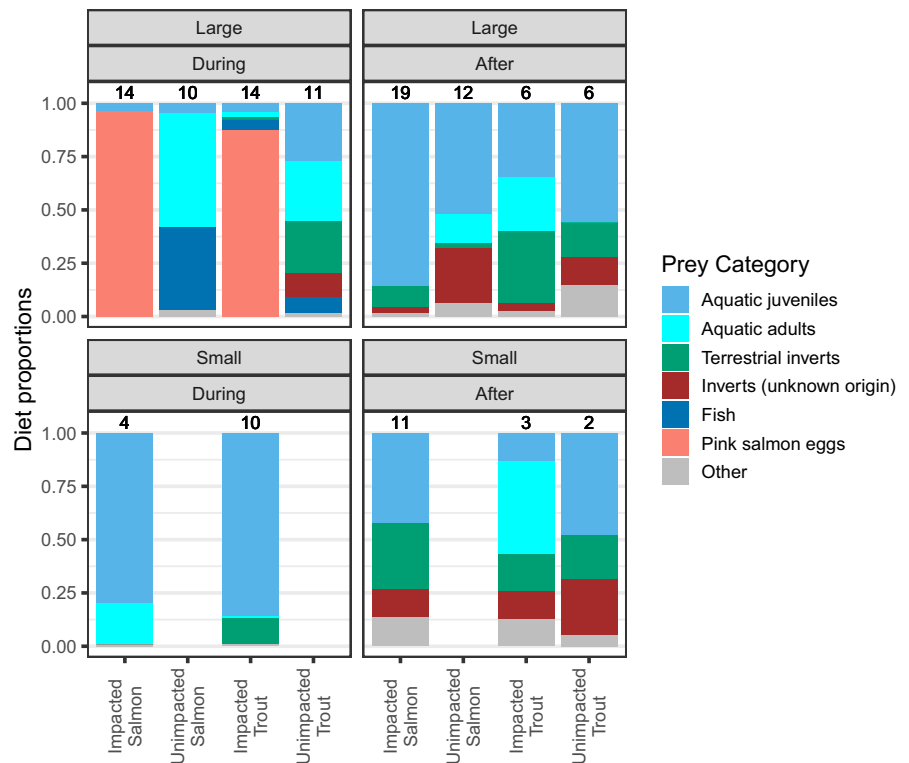 Large
Large
During
After
14 10 14 11
19 12 6 6
1.00
0.75
0.50
0.25
0.00
Small
Small
During
After
4 10
11 3 2
1.00
0.75
0.50
0.25
0.00
Diet proportions
Impacted
Salmon
Unimpacted
Salmon
Impacted
Trout
Unimpacted
Trout
Impacted
Salmon
Unimpacted
Salmon
Impacted
Trout
Unimpacted
Trout
Prey Category
Aquatic juveniles
Aquatic adults
Terrestrial inverts
Inverts (unknown origin)
Fish
Pink salmon eggs
Other